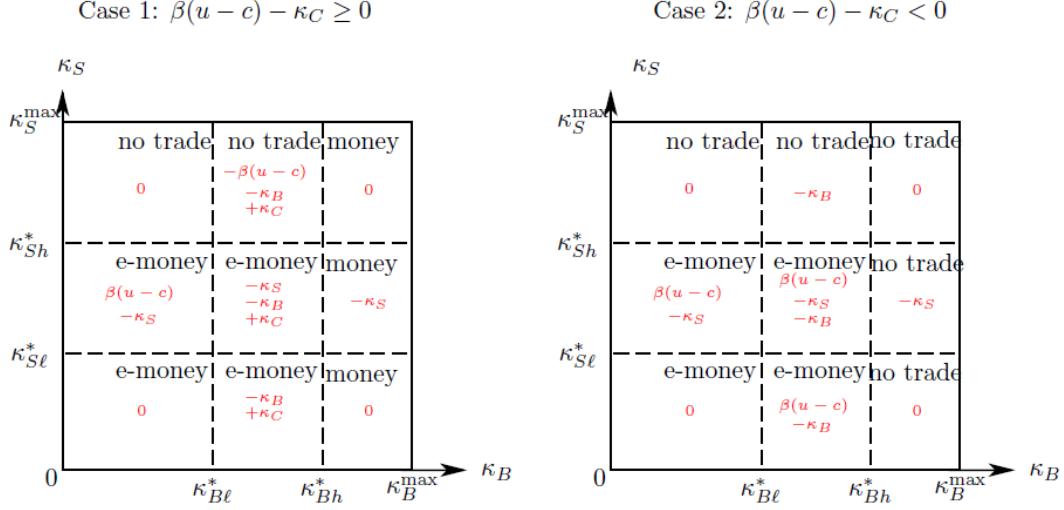 Case 1: β(u − c) − κ_C ≥ 0
κ_S
κ_S^max
no trade
no trade
money
0
−β(u − c)
−κ_B
+κ_C
0
κ*_Sh
e-money
e-money
money
β(u − c)
−κ_S
−κ_S
−κ_B
+κ_C
−κ_S
κ*_Sℓ
e-money
e-money
money
0
−κ_B
+κ_C
0
0
κ*_Bℓ
κ*_Bh
κ_B^max
κ_B
Case 2: β(u − c) − κ_C < 0
κ_S
κ_S^max
no trade
no trade
no trade
0
−κ_B
0
κ*_Sh
e-money
e-money
no trade
β(u − c)
−κ_S
β(u − c)
−κ_S
−κ_B
−κ_S
κ*_Sℓ
e-money
e-money
no trade
0
β(u − c)
−κ_B
0
0
κ*_Bℓ
κ*_Bh
κ_B^max
κ_B